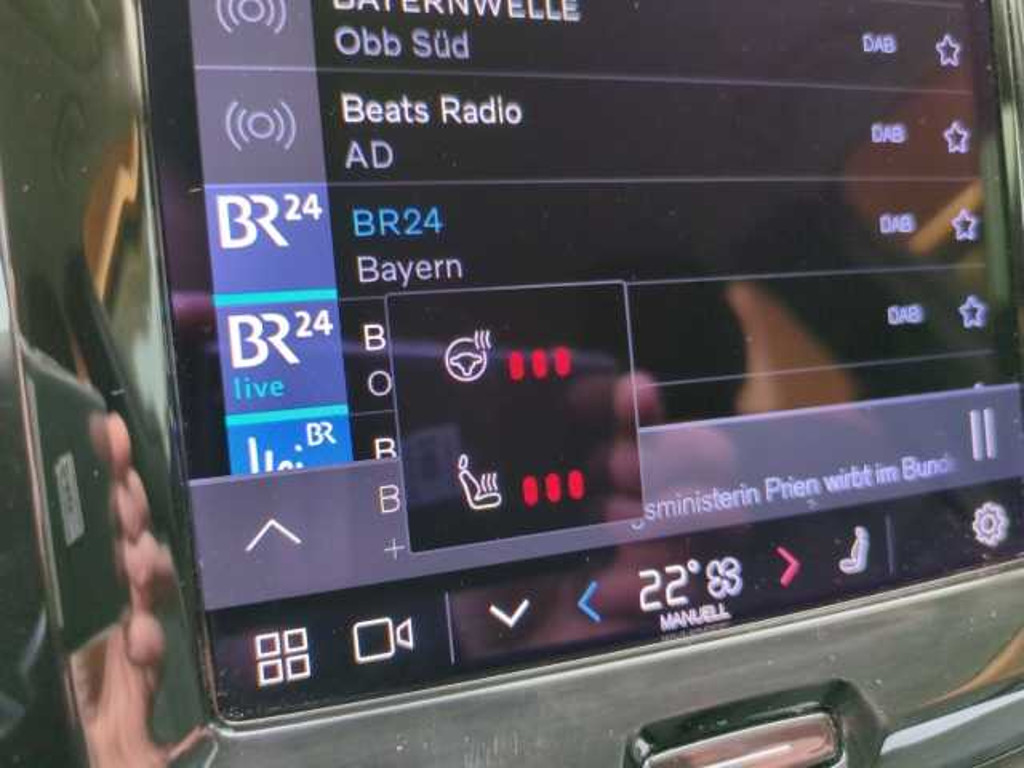 BAYERNWELLE
Obb Süd
DAB
Beats Radio
AD
DAB
BR24
BR24
Bayern
DAB
BR24
live
B
O
DAB
BR
B
B
sministerin Prien wirbt im Bund
22°
MANUELL